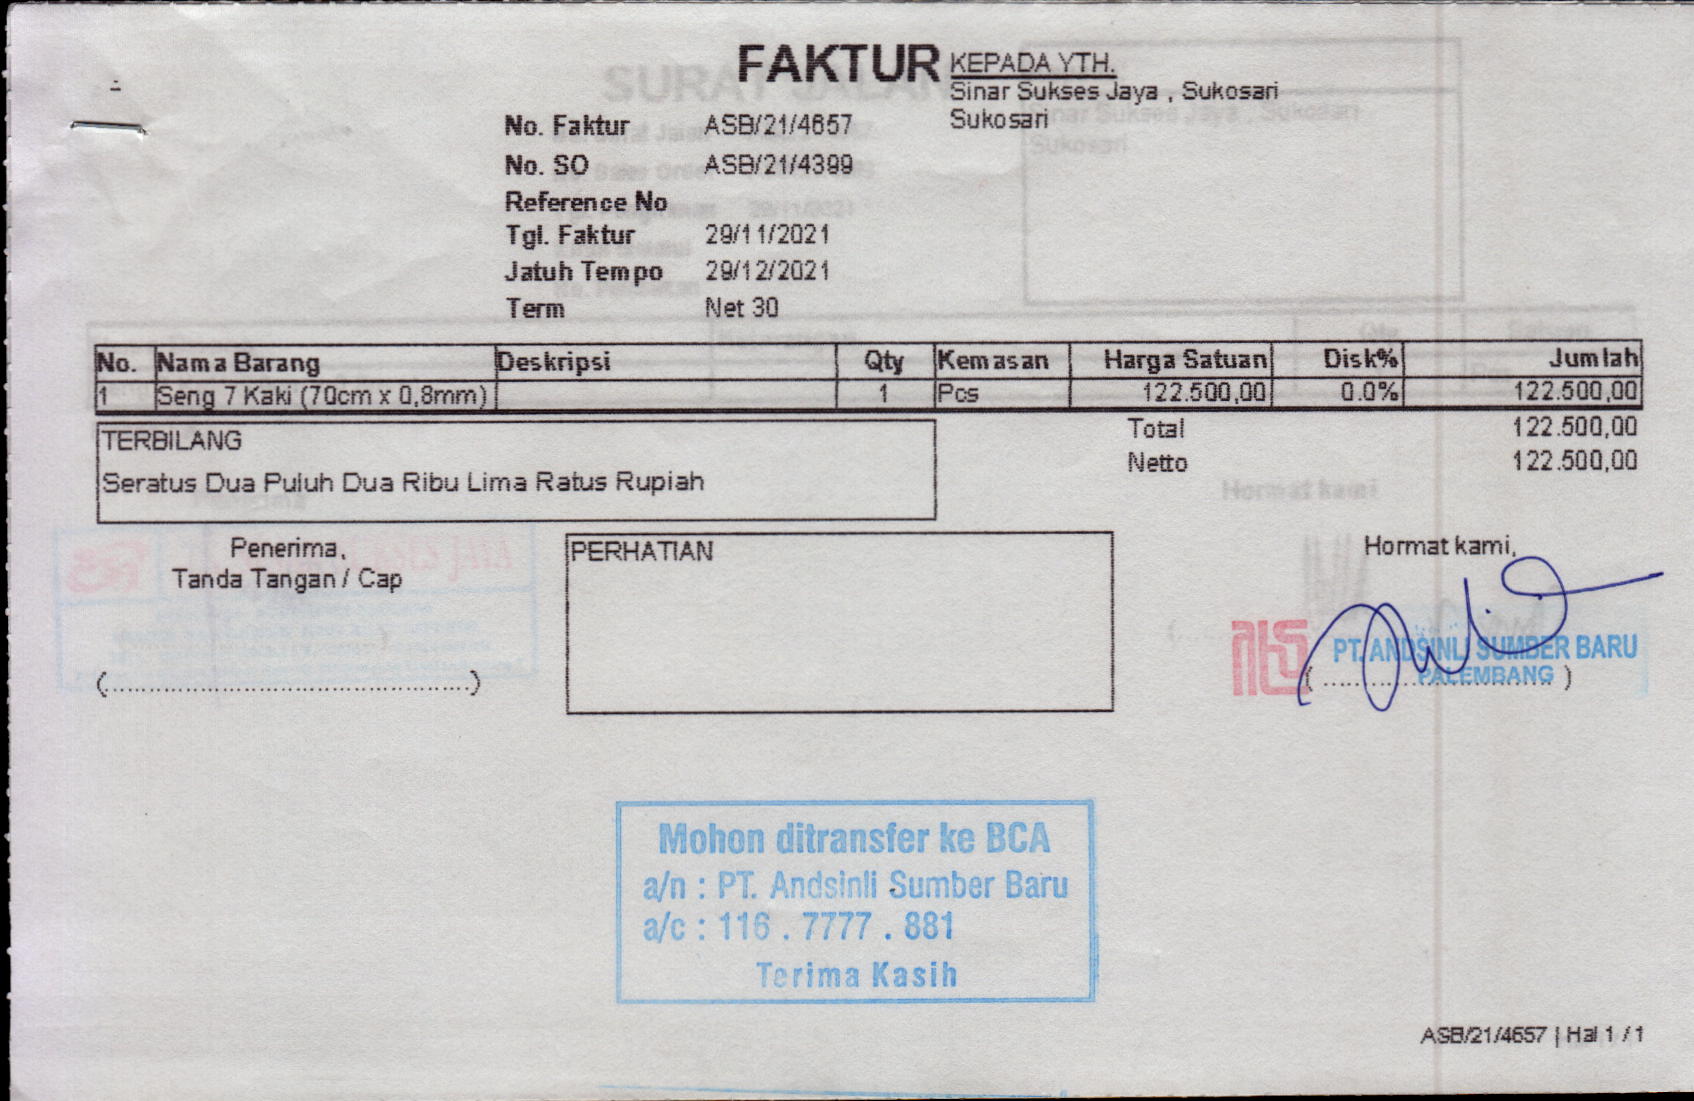 FAKTUR
KEPADA YTH.
Sinar Sukses Jaya , Sukosari
Sukosari
No. Faktur ASB/21/4657
No. SO ASB/21/4399
Reference No
Tgl. Faktur 29/11/2021
Jatuh Tempo 29/12/2021
Term Net 30
No. Nama Barang Deskripsi Qty Kemasan Harga Satuan Disk% Jumlah
1 Seng 7 Kaki (70cm x 0,8mm) 1 Pcs 122.500,00 0.0% 122.500,00
Total 122.500,00
Netto 122.500,00
TERBILANG
Seratus Dua Puluh Dua Ribu Lima Ratus Rupiah
Penerima,
Tanda Tangan / Cap
(................................................)
PERHATIAN
Hormat kami,
PT. ANDSINLI SUMBER BARU
PALEMBANG
Mohon ditransfer ke BCA
a/n : PT. Andsinli Sumber Baru
a/c : 116 . 7777 . 881
Terima Kasih
ASB/21/4657 | Hal 1 / 1